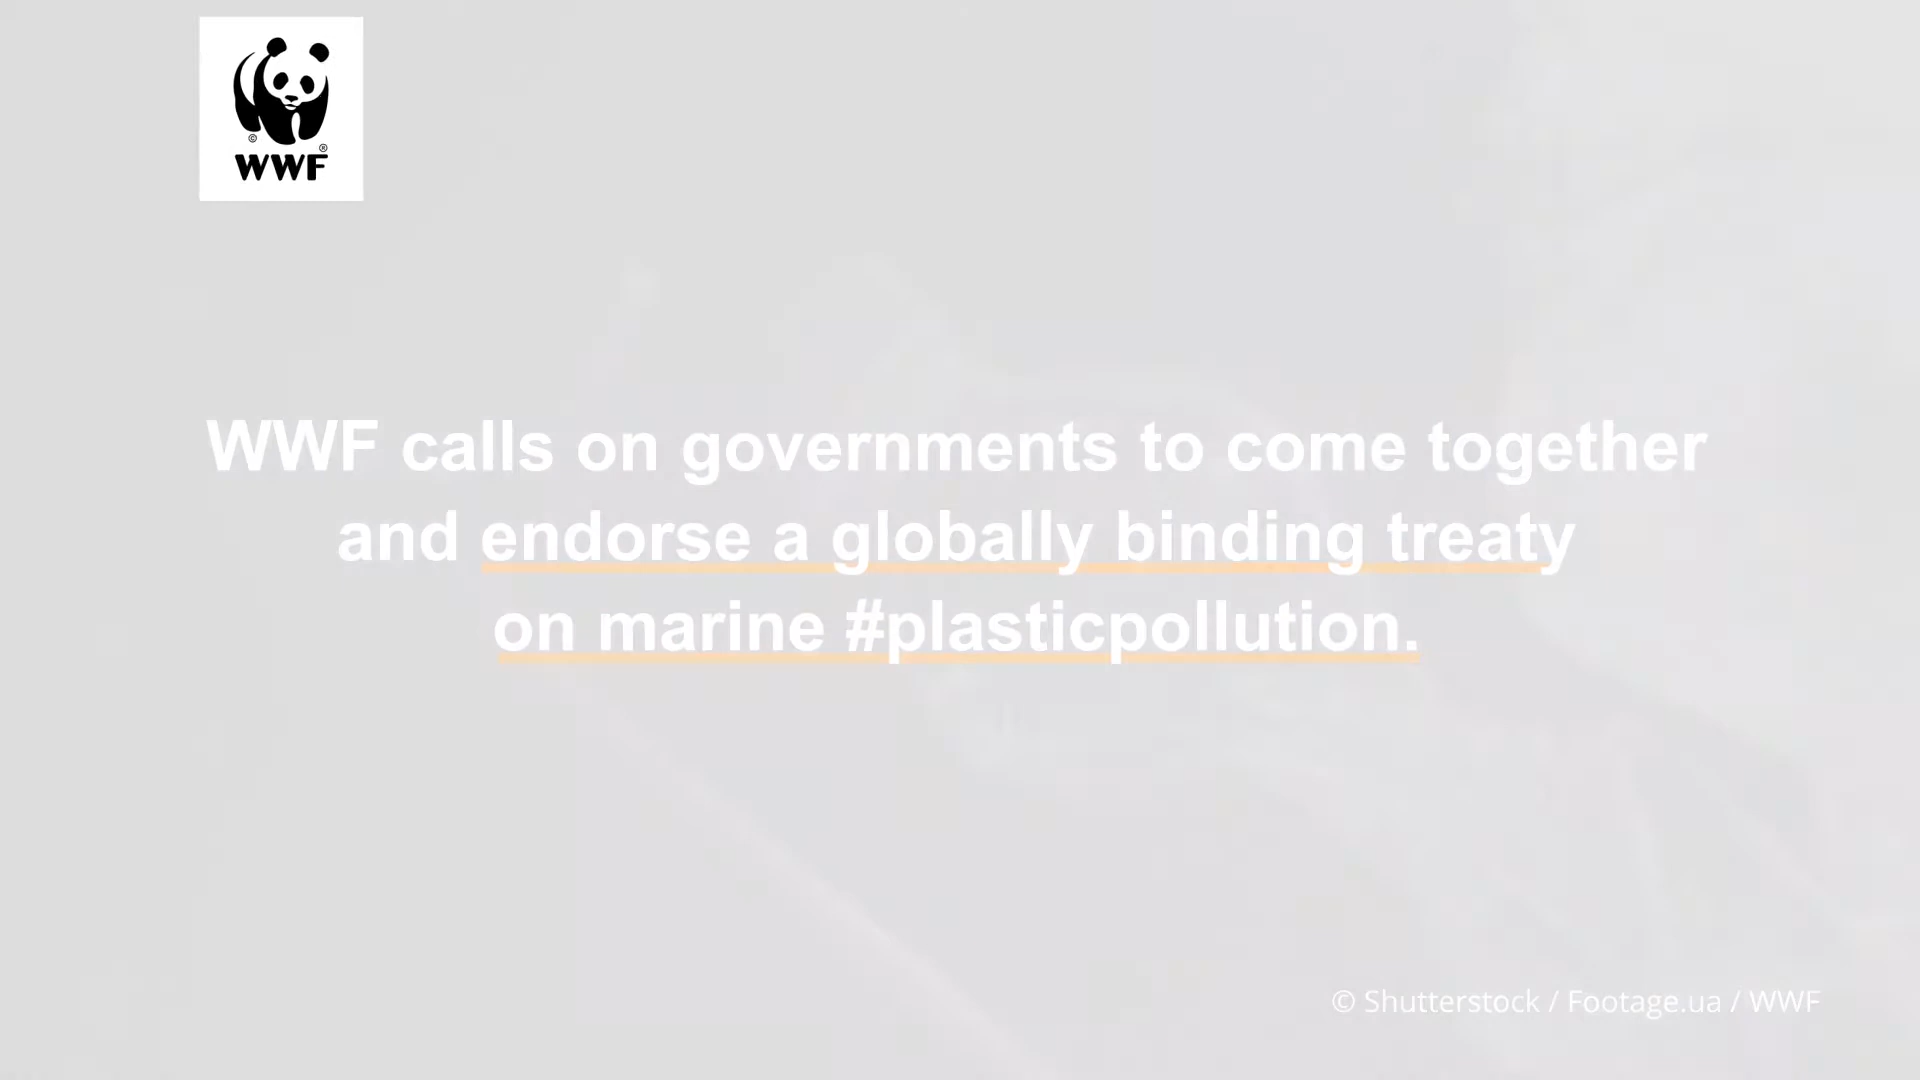 © ®
WWF
WWF calls on governments to come together
and endorse a globally binding treaty
on marine #plasticpollution.
© Shutterstock / Footage.ua / WWF